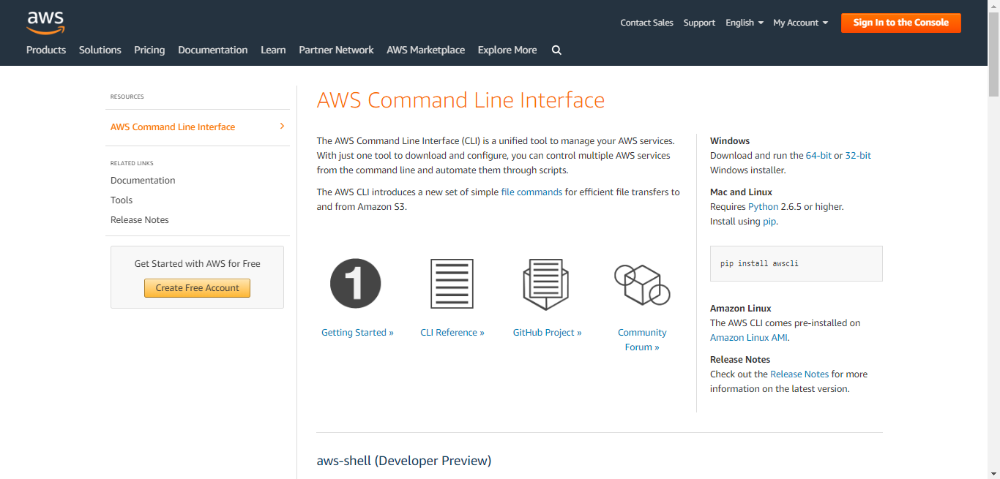 aws
Contact Sales Support English My Account Sign In to the Console
Products Solutions Pricing Documentation Learn Partner Network AWS Marketplace Explore More
RESOURCES
AWS Command Line Interface
RELATED LINKS
Documentation
Tools
Release Notes
Get Started with AWS for Free
Create Free Account
AWS Command Line Interface
The AWS Command Line Interface (CLI) is a unified tool to manage your AWS services.
With just one tool to download and configure, you can control multiple AWS services
from the command line and automate them through scripts.
The AWS CLI introduces a new set of simple file commands for efficient file transfers to
and from Amazon S3.
1
Getting Started »
CLI Reference »
GitHub Project »
Community
Forum »
Windows
Download and run the 64-bit or 32-bit
Windows installer.
Mac and Linux
Requires Python 2.6.5 or higher.
Install using pip.
pip install awscli
Amazon Linux
The AWS CLI comes pre-installed on
Amazon Linux AMI.
Release Notes
Check out the Release Notes for more
information on the latest version.
aws-shell (Developer Preview)